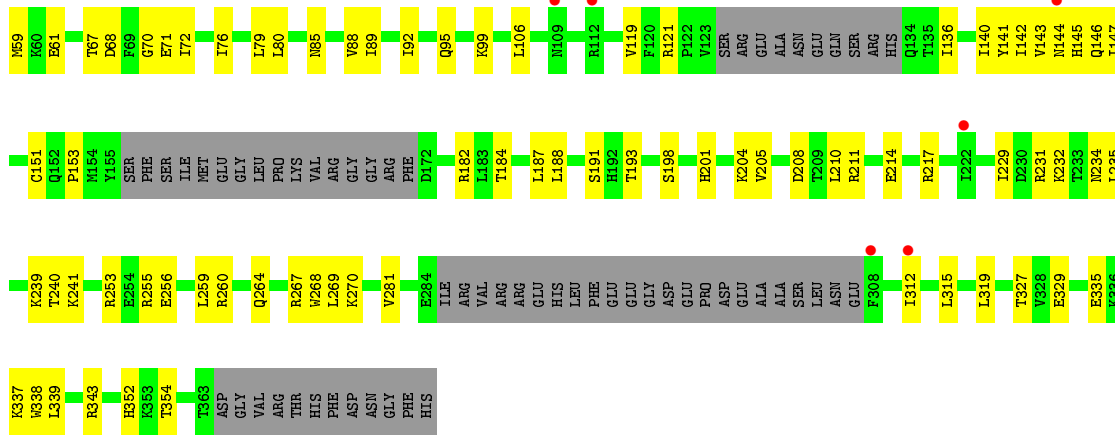 M59 K60 E61 T67 D68 F69 G70 E71 I72 I76 L79 L80 N85 V88 I89 I92 Q95 K99 L106 N109 R112 V119 F120 R121 P122 V123 SER ARG GLU ALA ASN GLU GLN SER ARG HIS Q134 T135 I136 I140 Y141 I142 V143 N144 H145 Q146
C151 Q152 P153 M154 Y155 SER PHE SER ILE MET GLU GLY LEU PRO LYS VAL ARG GLY GLY ARG PHE D172 R182 L183 T184 L187 L188 S191 H192 T193 S198 H201 K204 V205 D208 T209 L210 R211 E214 R217 I222 I229 D230 R231 K232 T233 N234
K239 T240 K241 R253 E254 R255 E256 L259 R260 Q264 R267 W268 L269 K270 V281 E284 ILE ARG VAL ARG ARG GLU HIS LEU PHE GLU GLU GLY ASP GLU PRO ASP GLU ALA ALA SER LEU ASN GLU F308 I312 L315 L319 T327 V328 E329 E335 K336
K337 W338 L339 R343 H352 K353 T354 T363 ASP GLY VAL ARG THR HIS PHE ASP ASN GLY PHE HIS